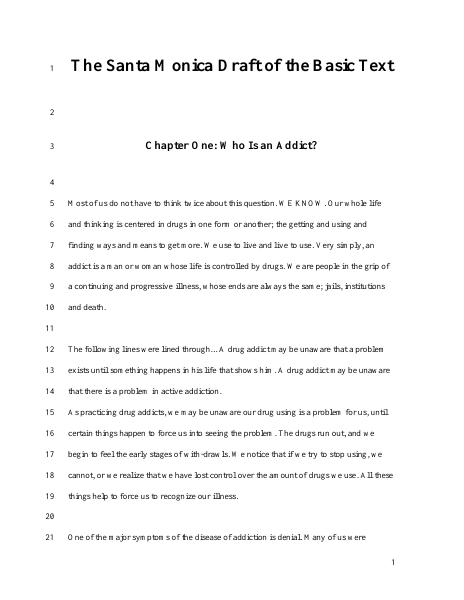 1 The Santa Monica Draft of the Basic Text
2
3 Chapter One: Who Is an Addict?
4
5 Most of us do not have to think twice about this question. WE KNOW. Our whole life
6 and thinking is centered in drugs in one form or another; the getting and using and
7 finding ways and means to get more. We use to live and live to use. Very simply, an
8 addict is a man or woman whose life is controlled by drugs. We are people in the grip of
9 a continuing and progressive illness, whose ends are always the same; jails, institutions
10 and death.
11
12 The following lines were lined through... A drug addict may be unaware that a problem
13 exists until something happens in his life that shows him. A drug addict may be unaware
14 that there is a problem in active addiction.
15 As practicing drug addicts, we may be unaware our drug using is a problem for us, until
16 certain things happen to force us into seeing the problem. The drugs run out, and we
17 begin to feel the early stages of with-drawls. We notice that if we try to stop using, we
18 cannot, or we realize that we have lost control over the amount of drugs we use. All these
19 things help to force us to recognize our illness.
20
21 One of the major symptoms of the disease of addiction is denial. Many of us were
1